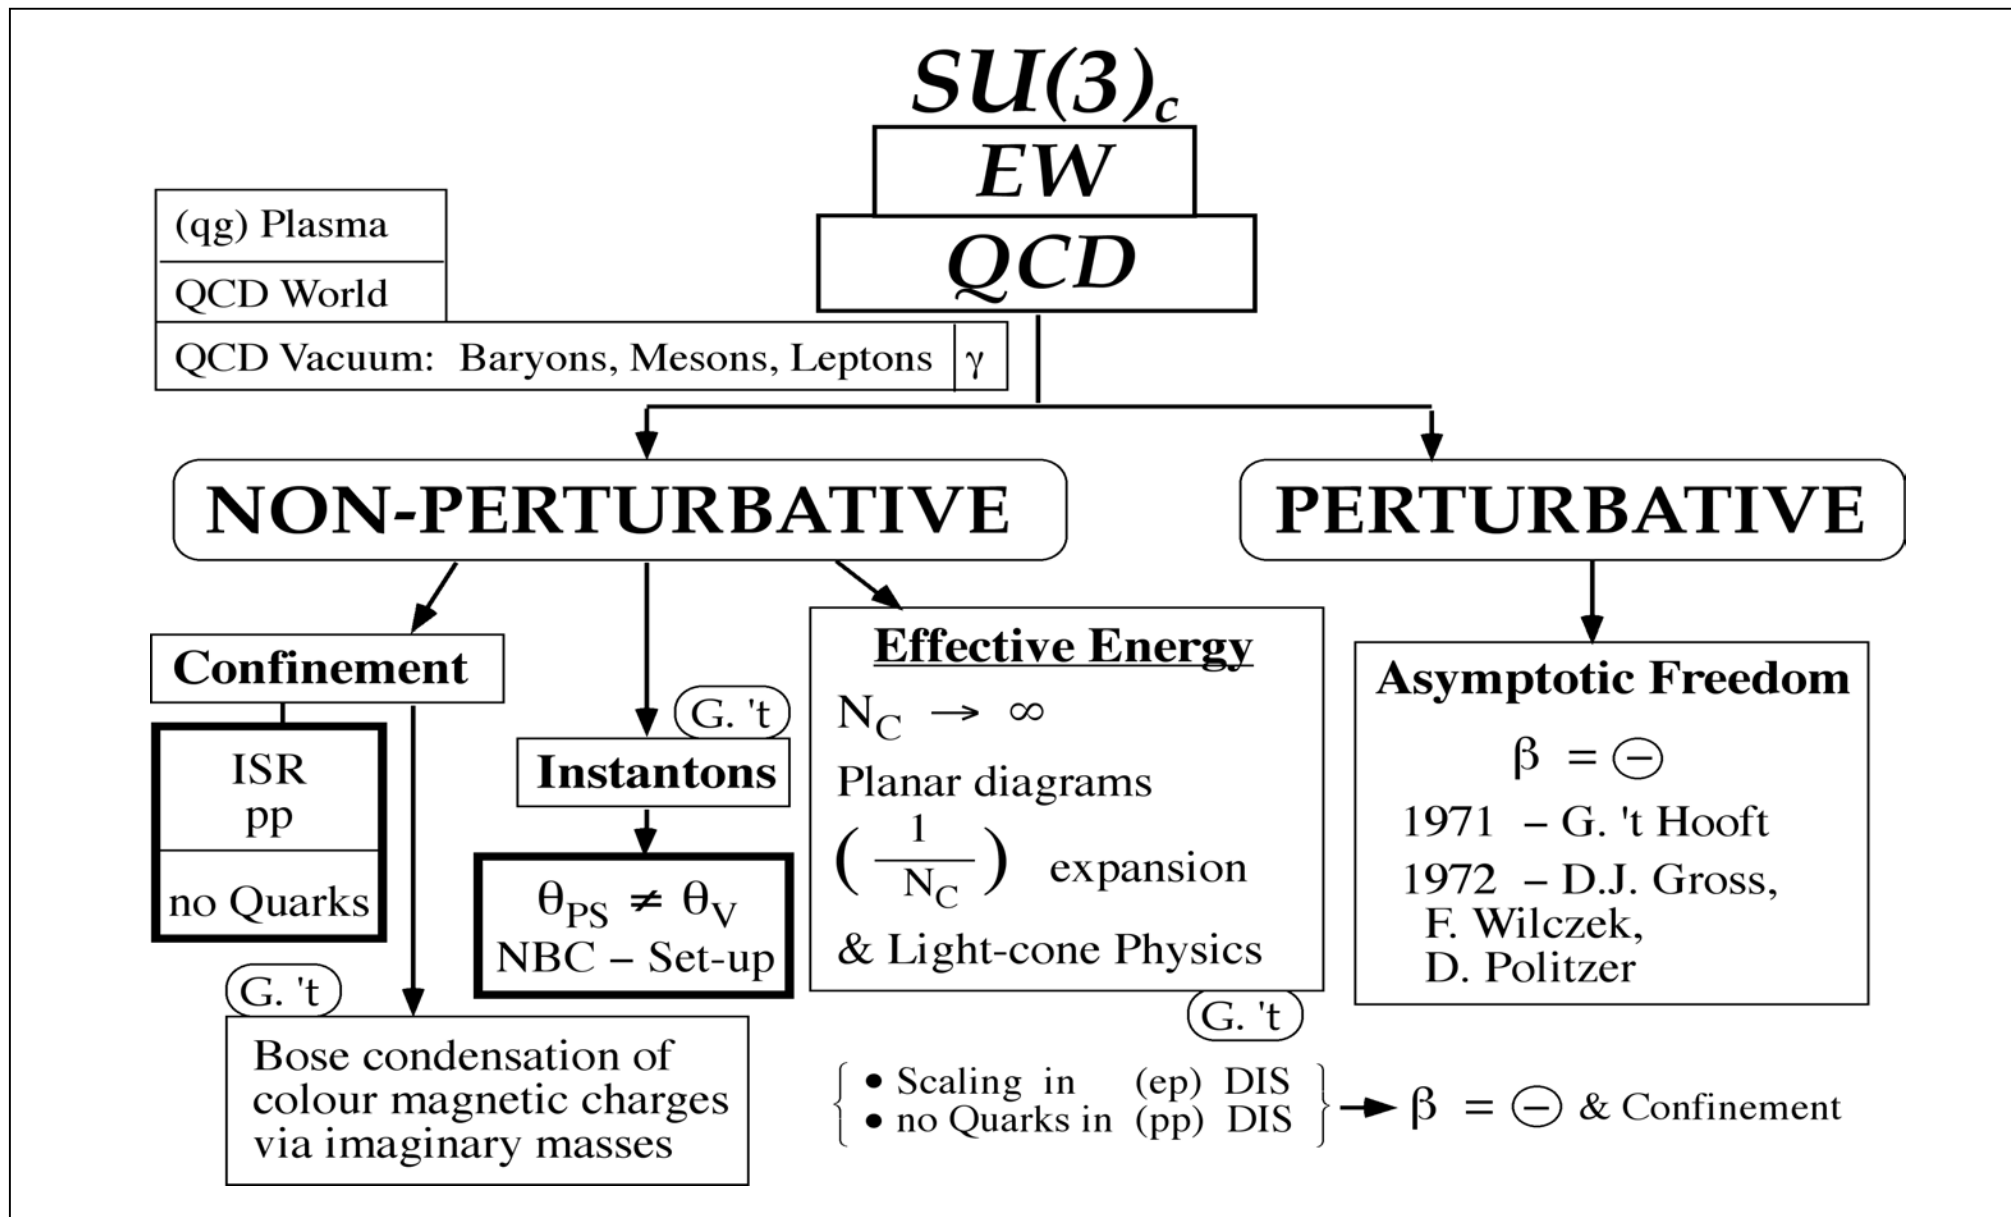 SU(3)c
EW
QCD
(qg) Plasma
QCD World
QCD Vacuum: Baryons, Mesons, Leptons γ
NON-PERTURBATIVE
PERTURBATIVE
Confinement
ISR
pp
no Quarks
G. 't
Bose condensation of
colour magnetic charges
via imaginary masses
G. 't
Instantons
θPS ≠ θV
NBC – Set-up
Effective Energy
NC → ∞
Planar diagrams
(1/NC) expansion
& Light-cone Physics
G. 't
Asymptotic Freedom
β = ⊖
1971 – G. 't Hooft
1972 – D.J. Gross,
F. Wilczek,
D. Politzer
• Scaling in (ep) DIS
• no Quarks in (pp) DIS
→ β = ⊖ & Confinement